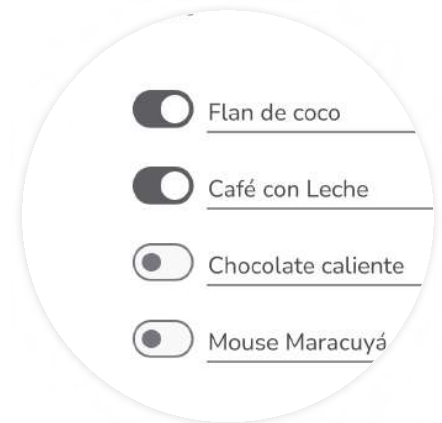 Flan de coco
Café con Leche
Chocolate caliente
Mouse Maracuyá